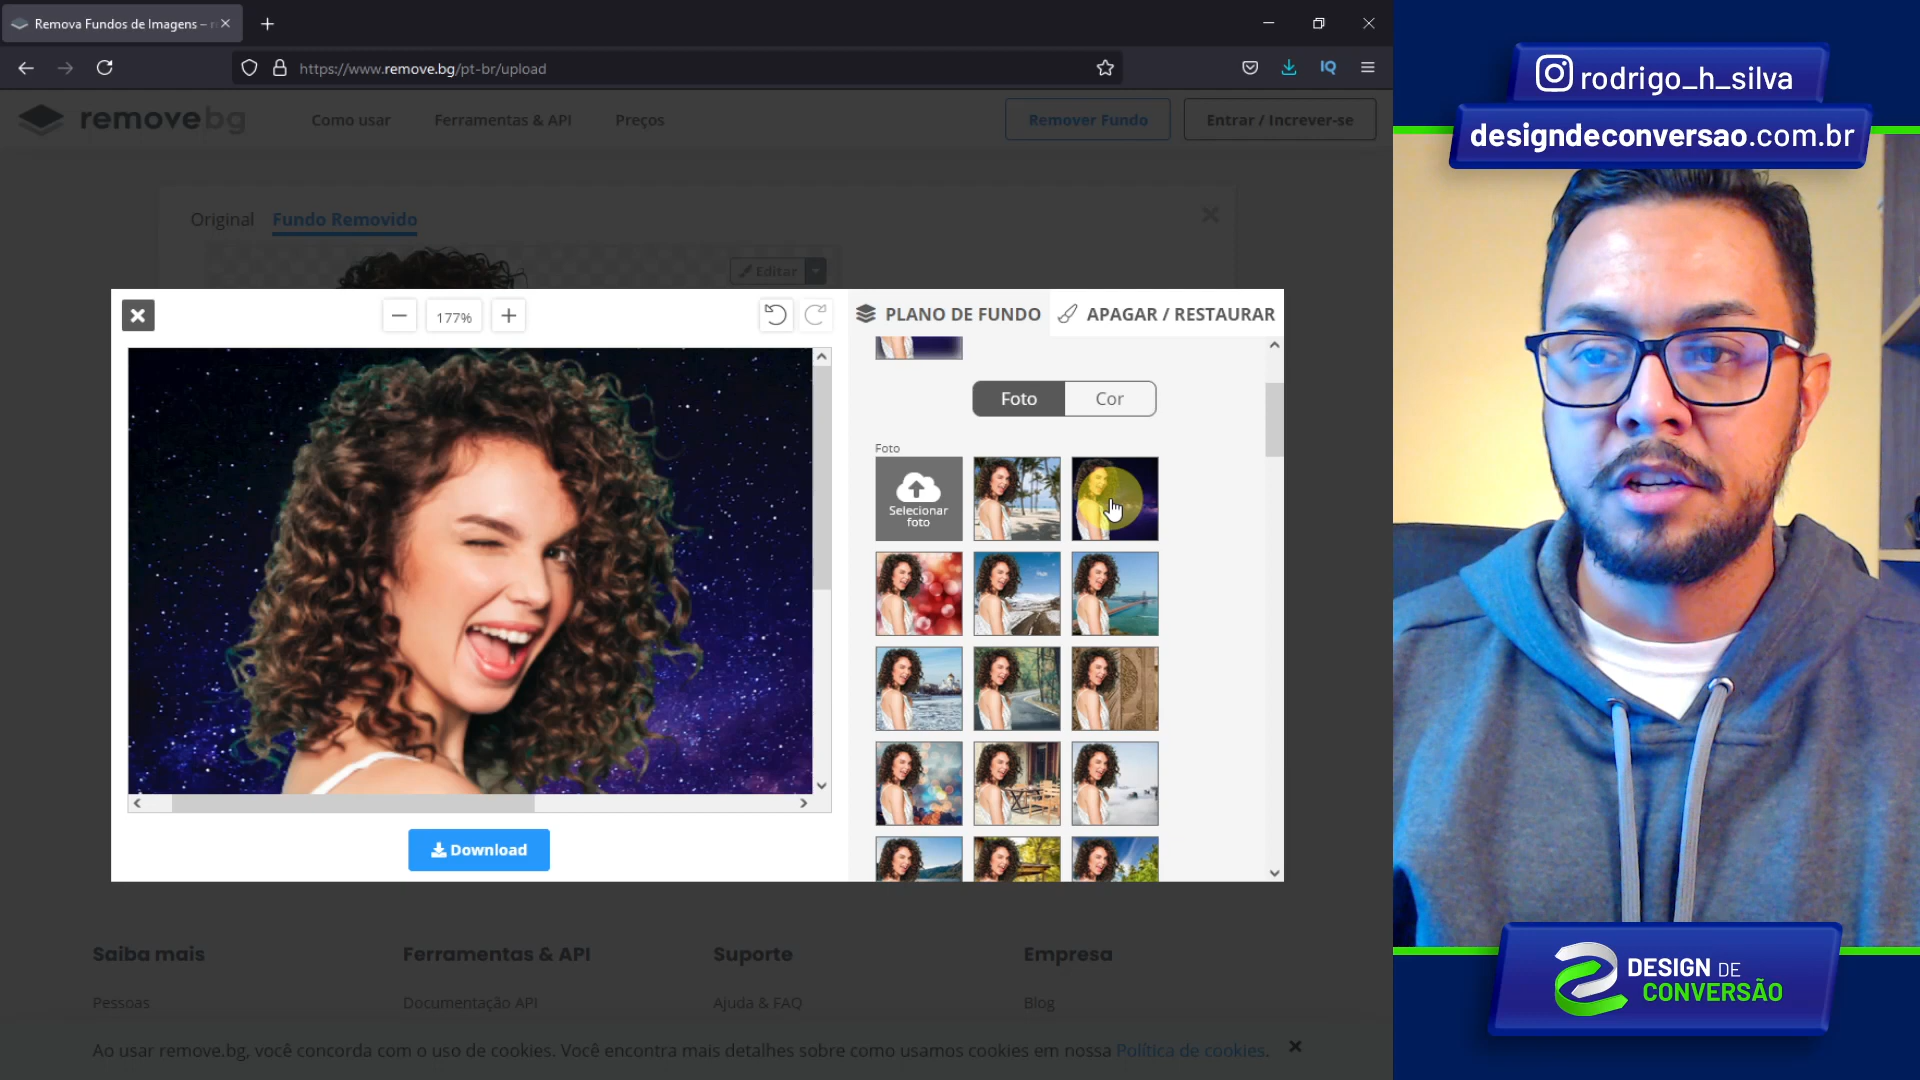 Remova Fundos de Imagens – r
https://www.remove.bg/pt-br/upload
IQ
removebg
Como usar
Ferramentas & API
Preços
Remover Fundo
Entrar / Increver-se
Original
Fundo Removido
Editar
177%
PLANO DE FUNDO
APAGAR / RESTAURAR
Foto
Cor
Foto
Selecionar
foto
Download
Saiba mais
Ferramentas & API
Suporte
Empresa
Pessoas
Documentação API
Ajuda & FAQ
Blog
Ao usar remove.bg, você concorda com o uso de cookies. Você encontra mais detalhes sobre como usamos cookies em nossa Política de cookies.
rodrigo_h_silva
designdeconversao.com.br
DESIGN DE
CONVERSÃO